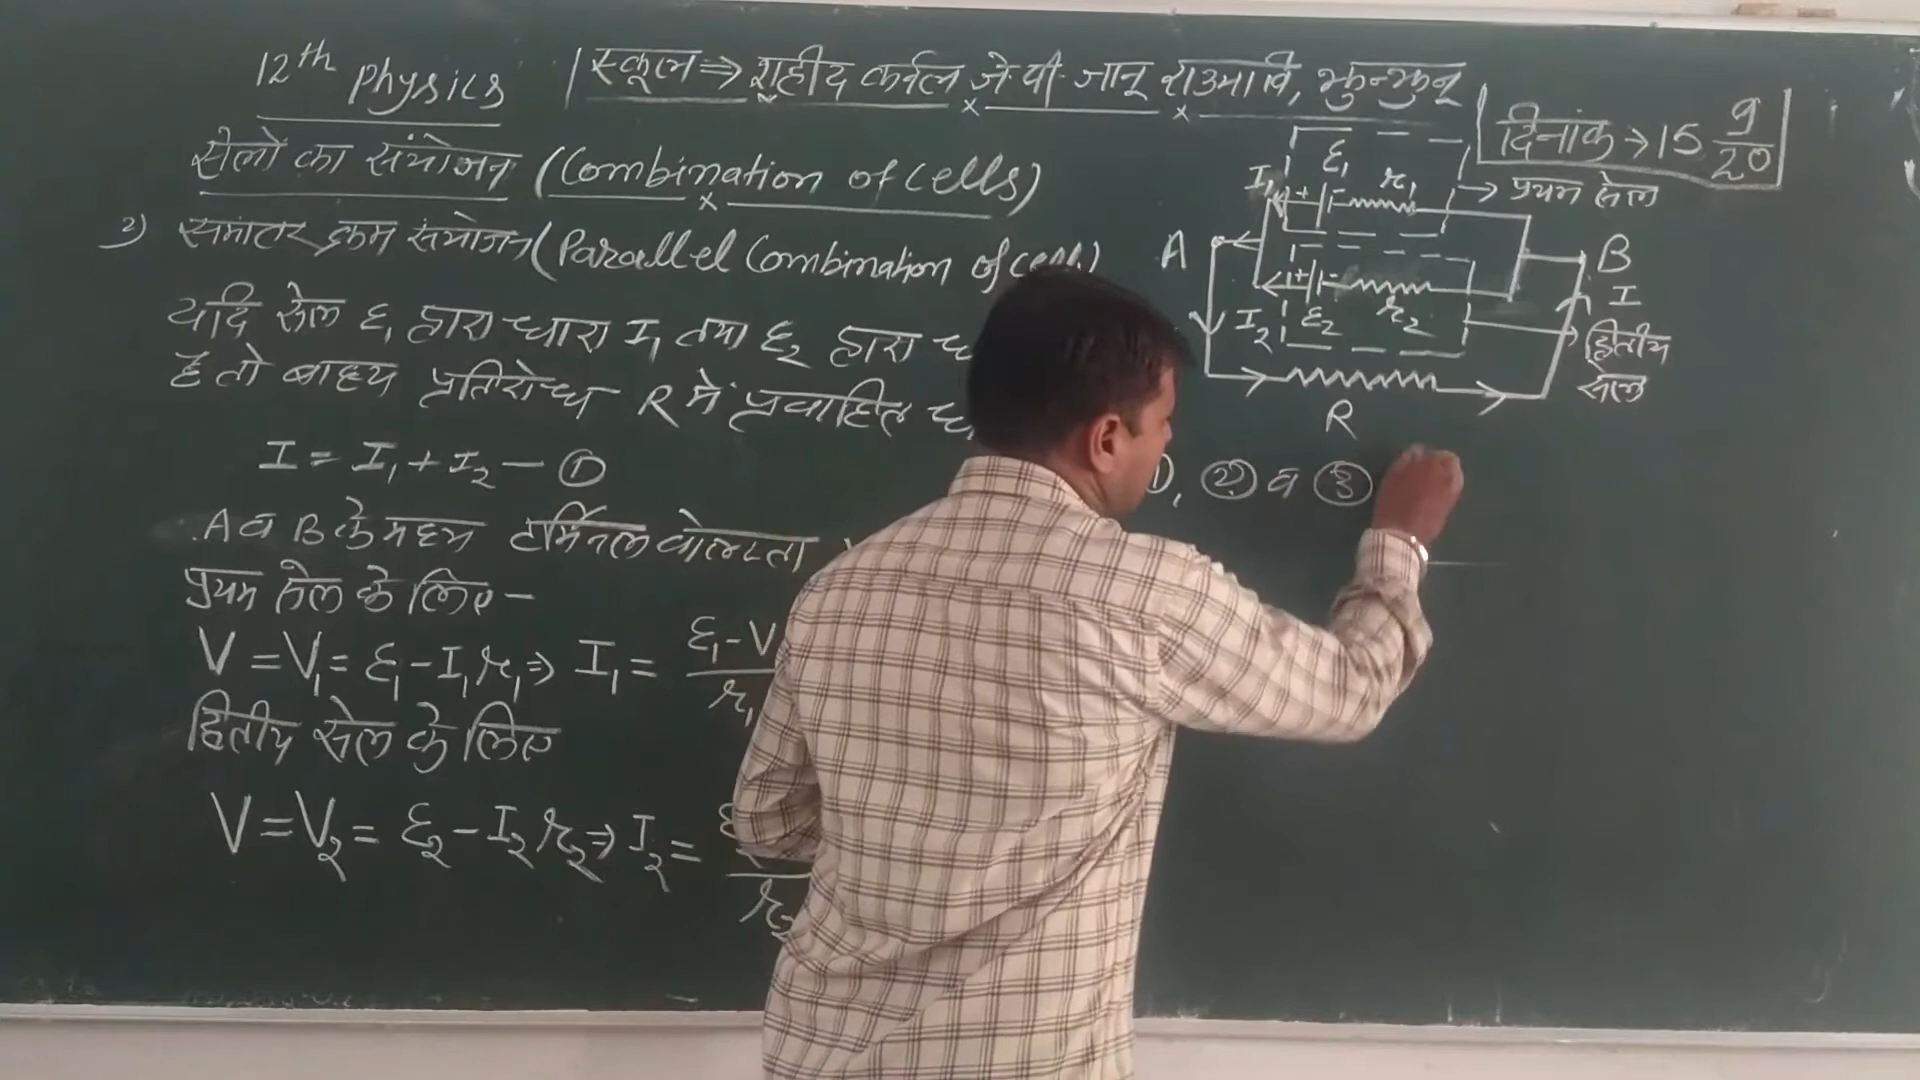 12th Physics | स्कूल ⇒ शहीद कर्नल जे.पी. जानू राउमावि, झुन्झुनू
दिनांक → 15 9/20
सेलों का संयोजन (Combination of cells)
2) समांतर क्रम संयोजन (Parallel Combination of cells)
यदि सेल ε₁ द्वारा धारा I₁ तथा ε₂ द्वारा
है तो बाह्य प्रतिरोध R में प्रवाहित
I = I₁ + I₂ — ①
A व B के मध्य टर्मिनल वोल्टता
प्रथम सेल के लिए –
V = V₁ = ε₁ – I₁r₁ ⇒ I₁ = ε₁ – V / r₁
द्वितीय सेल के लिए
V = V₂ = ε₂ – I₂r₂ ⇒ I₂ = / r₂
ε₁
I₁ + r₁ → प्रथम सेल
A B
+ r₂ I
I₂ ε₂ द्वितीय
सेल
R
①, ② व ③